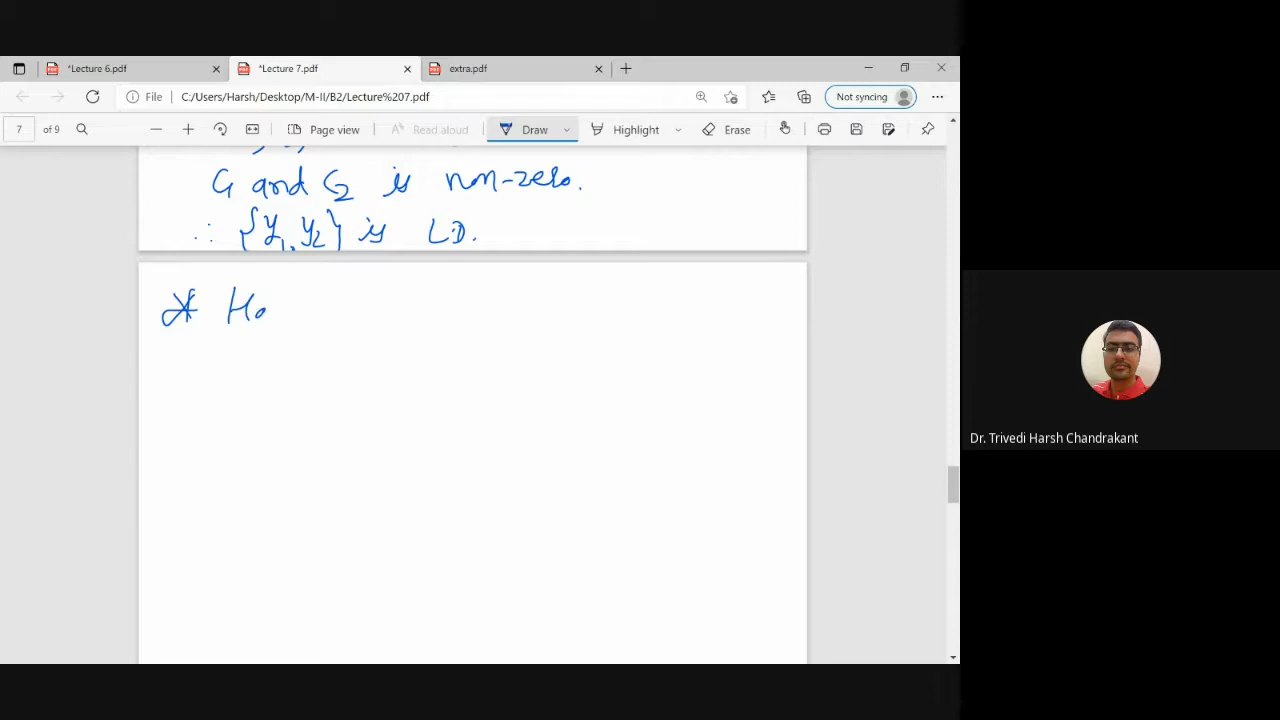 *Lecture 6.pdf
*Lecture 7.pdf
extra.pdf
File
C:/Users/Harsh/Desktop/M-II/B2/Lecture%207.pdf
Not syncing
7 of 9
Page view
Read aloud
Draw
Highlight
Erase
C1 and C2 is non-zero.
∴ {y1, y2} is LD.
* Ho
Dr. Trivedi Harsh Chandrakant